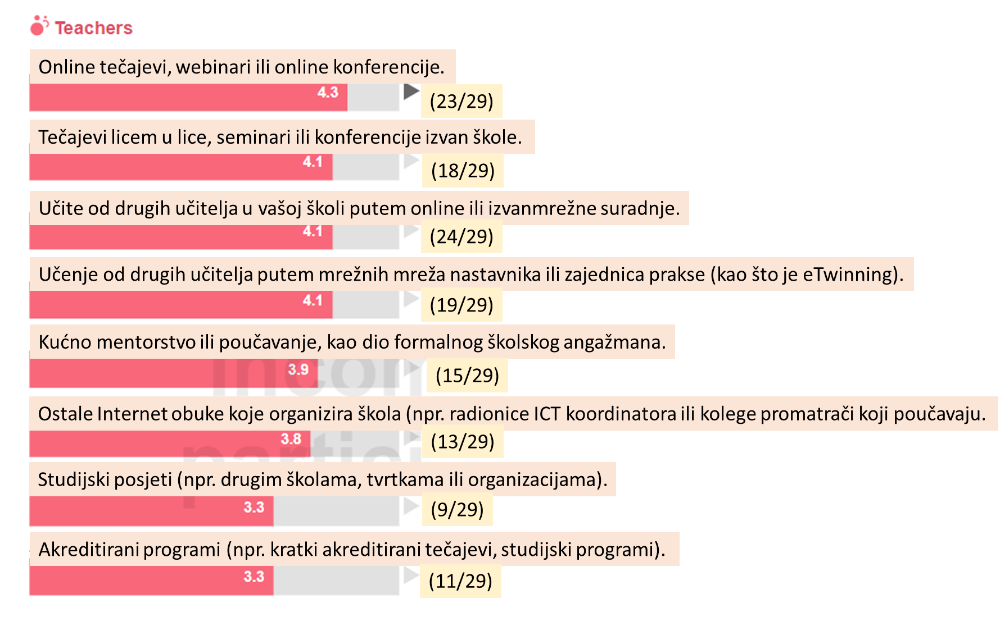 Teachers
Online tečajevi, webinari ili online konferencije.
4.3
(23/29)
Tečajevi licem u lice, seminari ili konferencije izvan škole.
4.1
(18/29)
Učite od drugih učitelja u vašoj školi putem online ili izvanmrežne suradnje.
4.1
(24/29)
Učenje od drugih učitelja putem mrežnih mreža nastavnika ili zajednica prakse (kao što je eTwinning).
4.1
(19/29)
Kućno mentorstvo ili poučavanje, kao dio formalnog školskog angažmana.
3.9
(15/29)
Ostale Internet obuke koje organizira škola (npr. radionice ICT koordinatora ili kolege promatrači koji poučavaju.
3.8
(13/29)
Studijski posjeti (npr. drugim školama, tvrtkama ili organizacijama).
3.3
(9/29)
Akreditirani programi (npr. kratki akreditirani tečajevi, studijski programi).
3.3
(11/29)